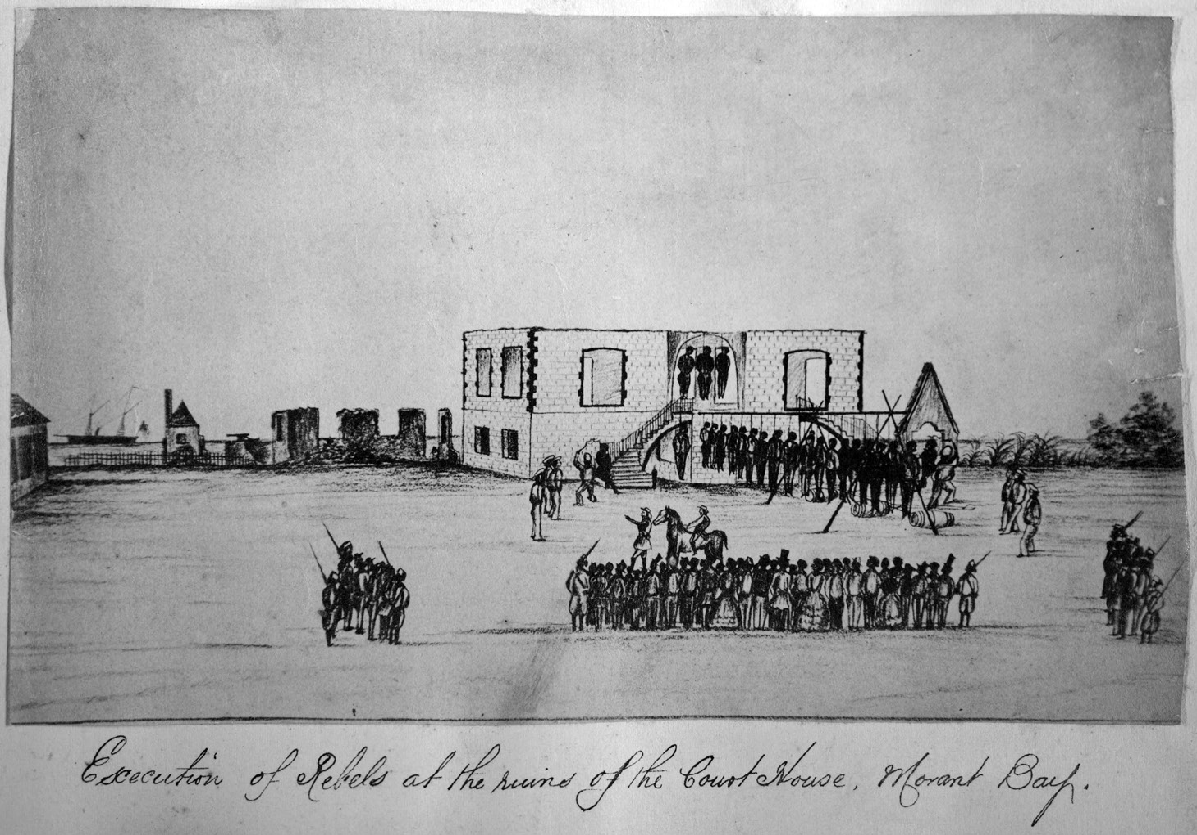 Execution of Rebels at the ruins of the Court House, Morant Bay.